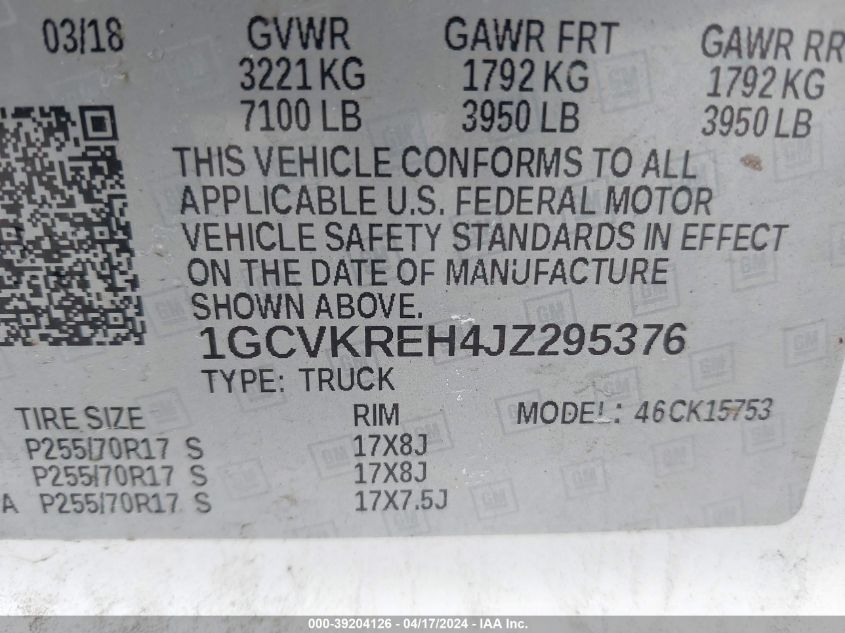 03/18 GVWR GAWR FRT GAWR RR
3221 KG 1792 KG 1792 KG
7100 LB 3950 LB 3950 LB
THIS VEHICLE CONFORMS TO ALL
APPLICABLE U.S. FEDERAL MOTOR
VEHICLE SAFETY STANDARDS IN EFFECT
ON THE DATE OF MANUFACTURE
SHOWN ABOVE.
1GCVKREH4JZ295376
TYPE: TRUCK
TIRE SIZE RIM MODEL: 46CK15753
P255/70R17 S 17X8J
P255/70R17 S 17X8J
A P255/70R17 S 17X7.5J
000-39204126 - 04/17/2024 - IAA Inc.